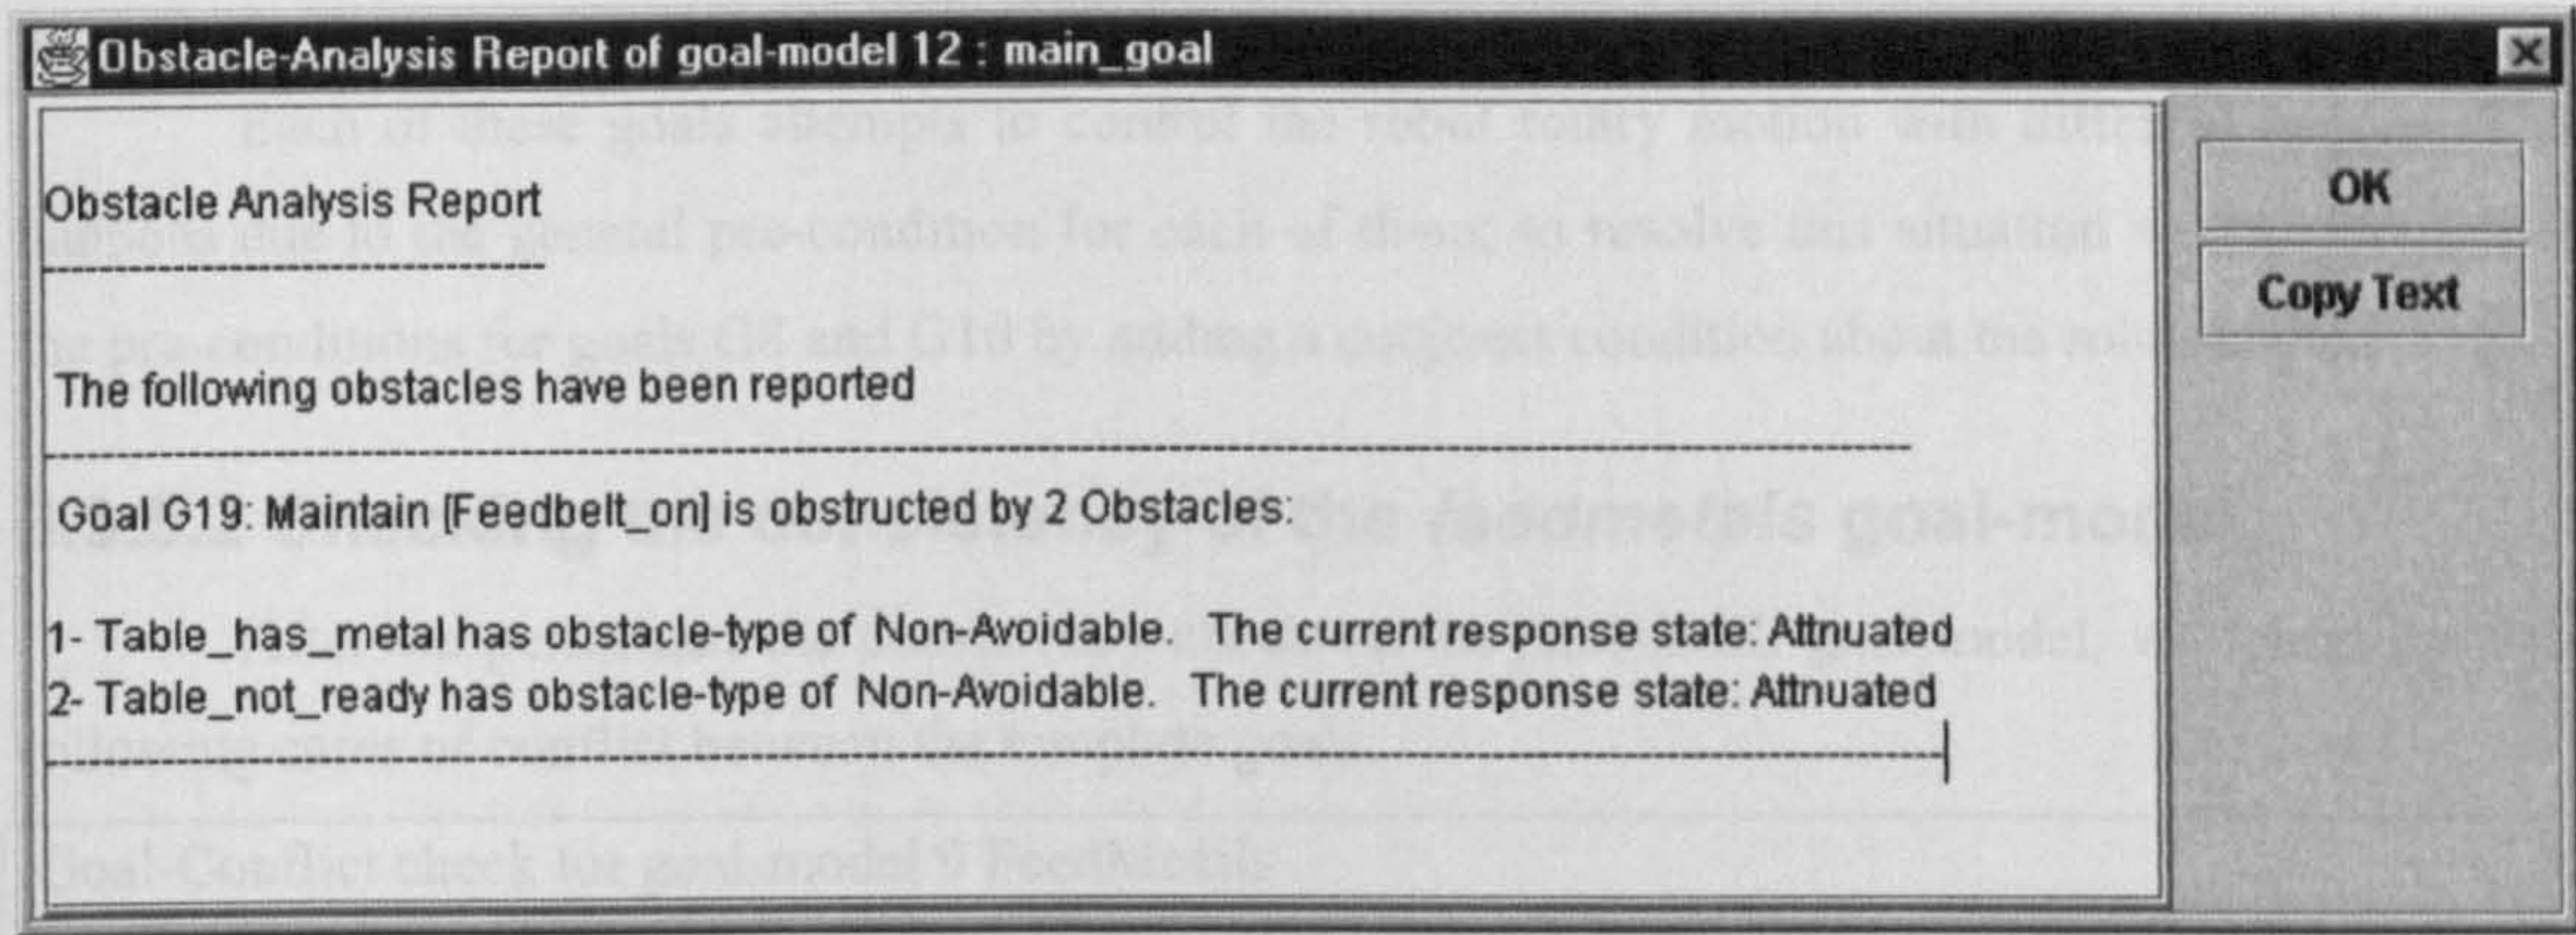 Obstacle-Analysis Report of goal-model 12 : main_goal
Obstacle Analysis Report
--------------------------------------------
The following obstacles have been reported
--------------------------------------------
Goal G19: Maintain [Feedbelt_on] is obstructed by 2 Obstacles:
1- Table_has_metal has obstacle-type of Non-Avoidable. The current response state: Attnuated
2- Table_not_ready has obstacle-type of Non-Avoidable. The current response state: Attnuated
--------------------------------------------
OK
Copy Text